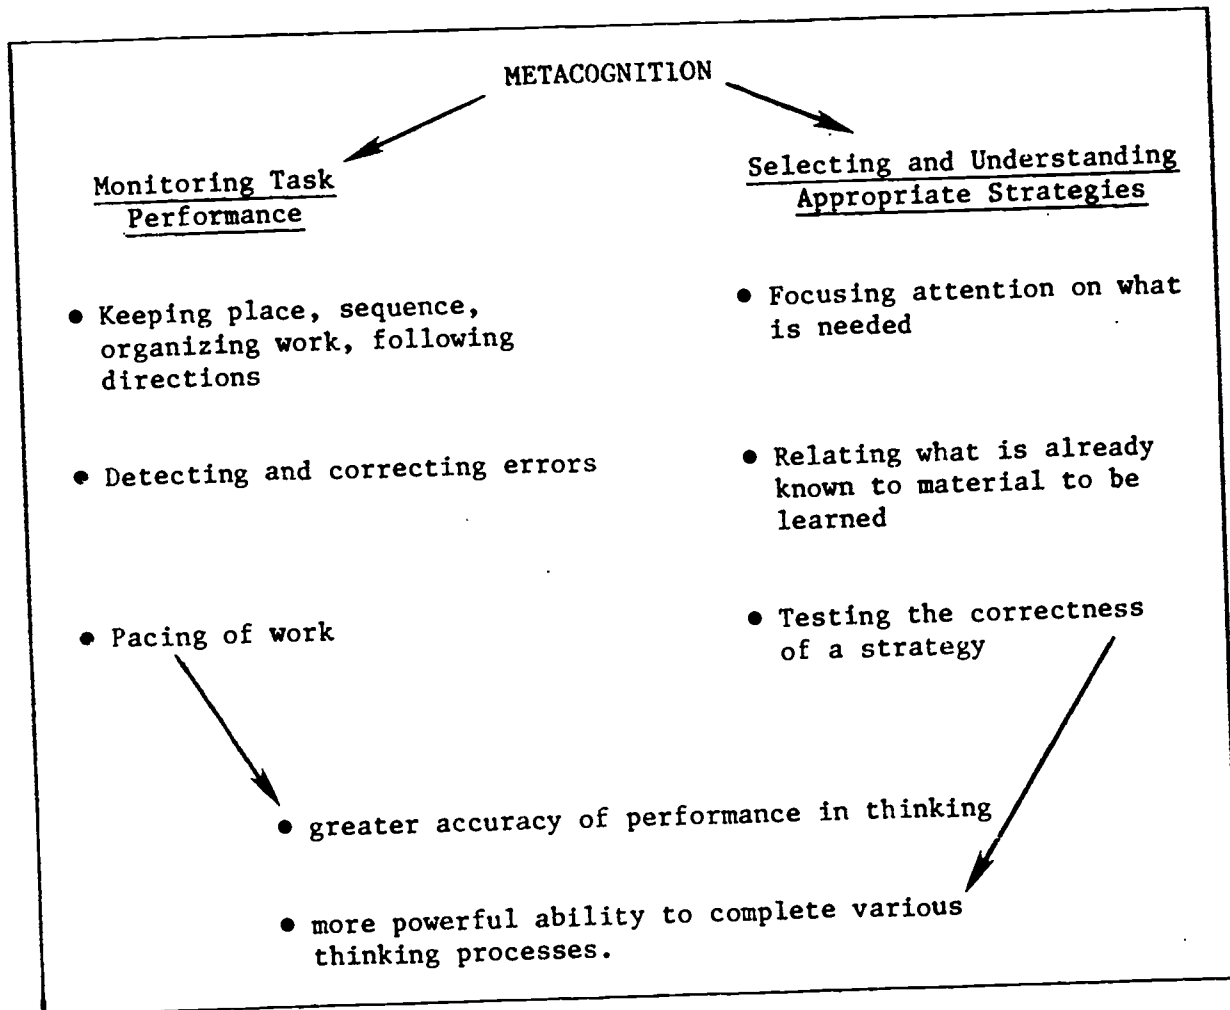 METACOGNITION
Monitoring Task
Performance
● Keeping place, sequence,
organizing work, following
directions
● Detecting and correcting errors
● Pacing of work
Selecting and Understanding
Appropriate Strategies
● Focusing attention on what
is needed
● Relating what is already
known to material to be
learned
● Testing the correctness
of a strategy
● greater accuracy of performance in thinking
● more powerful ability to complete various
thinking processes.